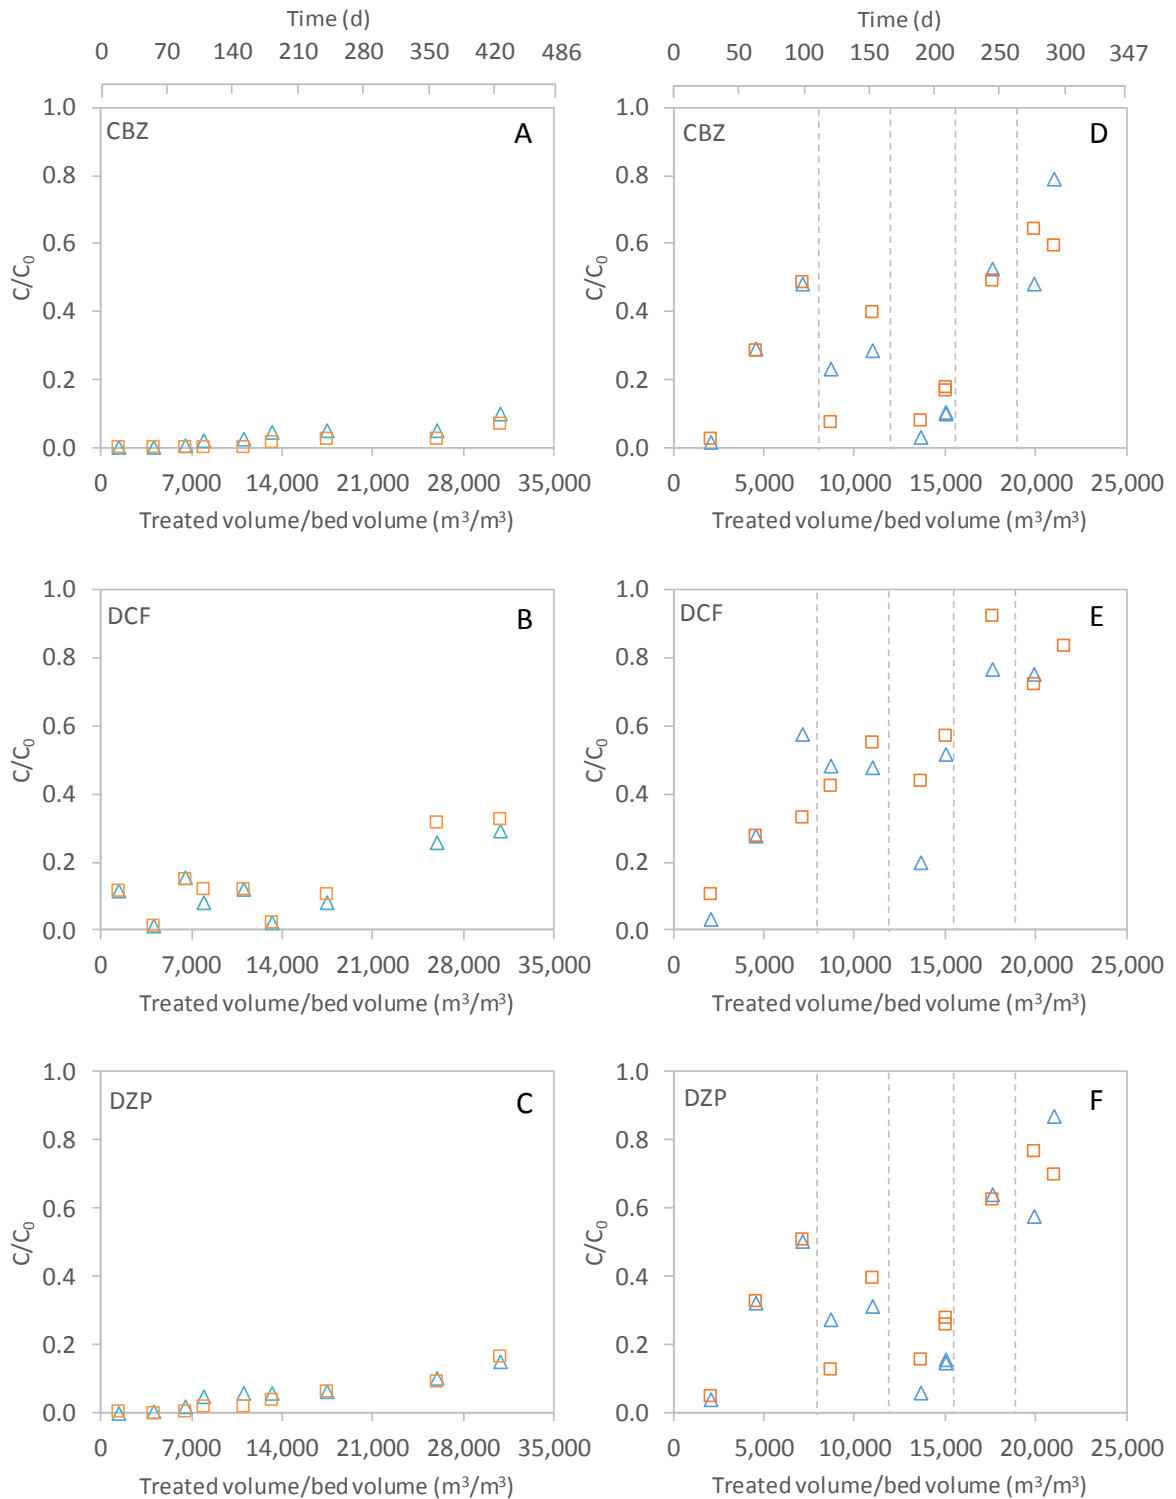 Time (d)
0 70 140 210 280 350 420 486
1.0
0.8
0.6
0.4
0.2
0.0
C/C₀
CBZ
A
0 7,000 14,000 21,000 28,000 35,000
Treated volume/bed volume (m³/m³)
Time (d)
0 50 100 150 200 250 300 347
1.0
0.8
0.6
0.4
0.2
0.0
C/C₀
CBZ
D
0 5,000 10,000 15,000 20,000 25,000
Treated volume/bed volume (m³/m³)
1.0
0.8
0.6
0.4
0.2
0.0
C/C₀
DCF
B
0 7,000 14,000 21,000 28,000 35,000
Treated volume/bed volume (m³/m³)
1.0
0.8
0.6
0.4
0.2
0.0
C/C₀
DCF
E
0 5,000 10,000 15,000 20,000 25,000
Treated volume/bed volume (m³/m³)
1.0
0.8
0.6
0.4
0.2
0.0
C/C₀
DZP
C
0 7,000 14,000 21,000 28,000 35,000
Treated volume/bed volume (m³/m³)
1.0
0.8
0.6
0.4
0.2
0.0
C/C₀
DZP
F
0 5,000 10,000 15,000 20,000 25,000
Treated volume/bed volume (m³/m³)